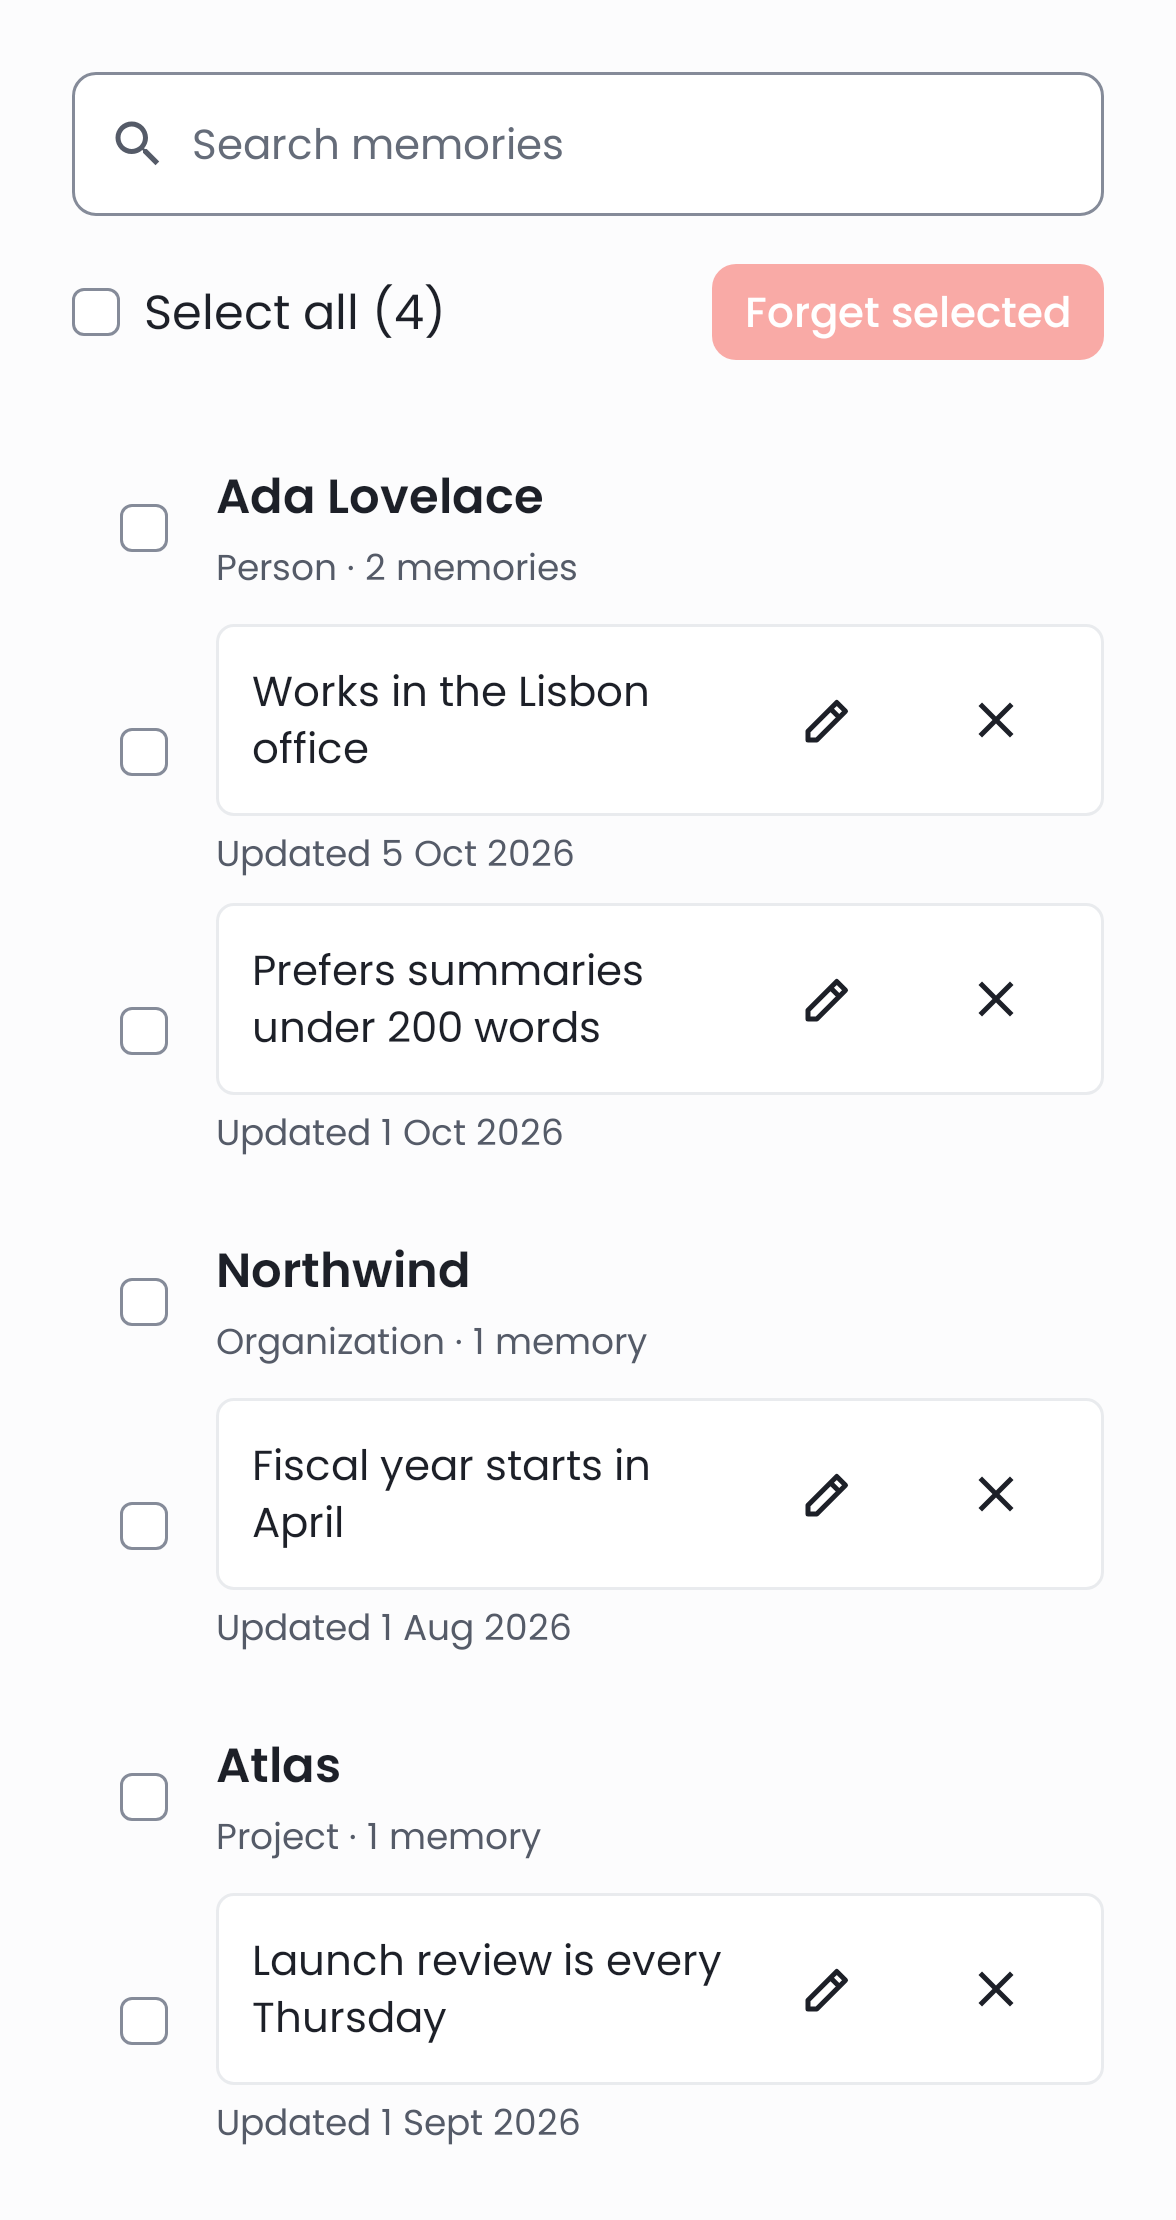 Search memories
Select all (4)
Forget selected
Ada Lovelace
Person · 2 memories
Works in the Lisbon
office
Updated 5 Oct 2026
Prefers summaries
under 200 words
Updated 1 Oct 2026
Northwind
Organization · 1 memory
Fiscal year starts in
April
Updated 1 Aug 2026
Atlas
Project · 1 memory
Launch review is every
Thursday
Updated 1 Sept 2026